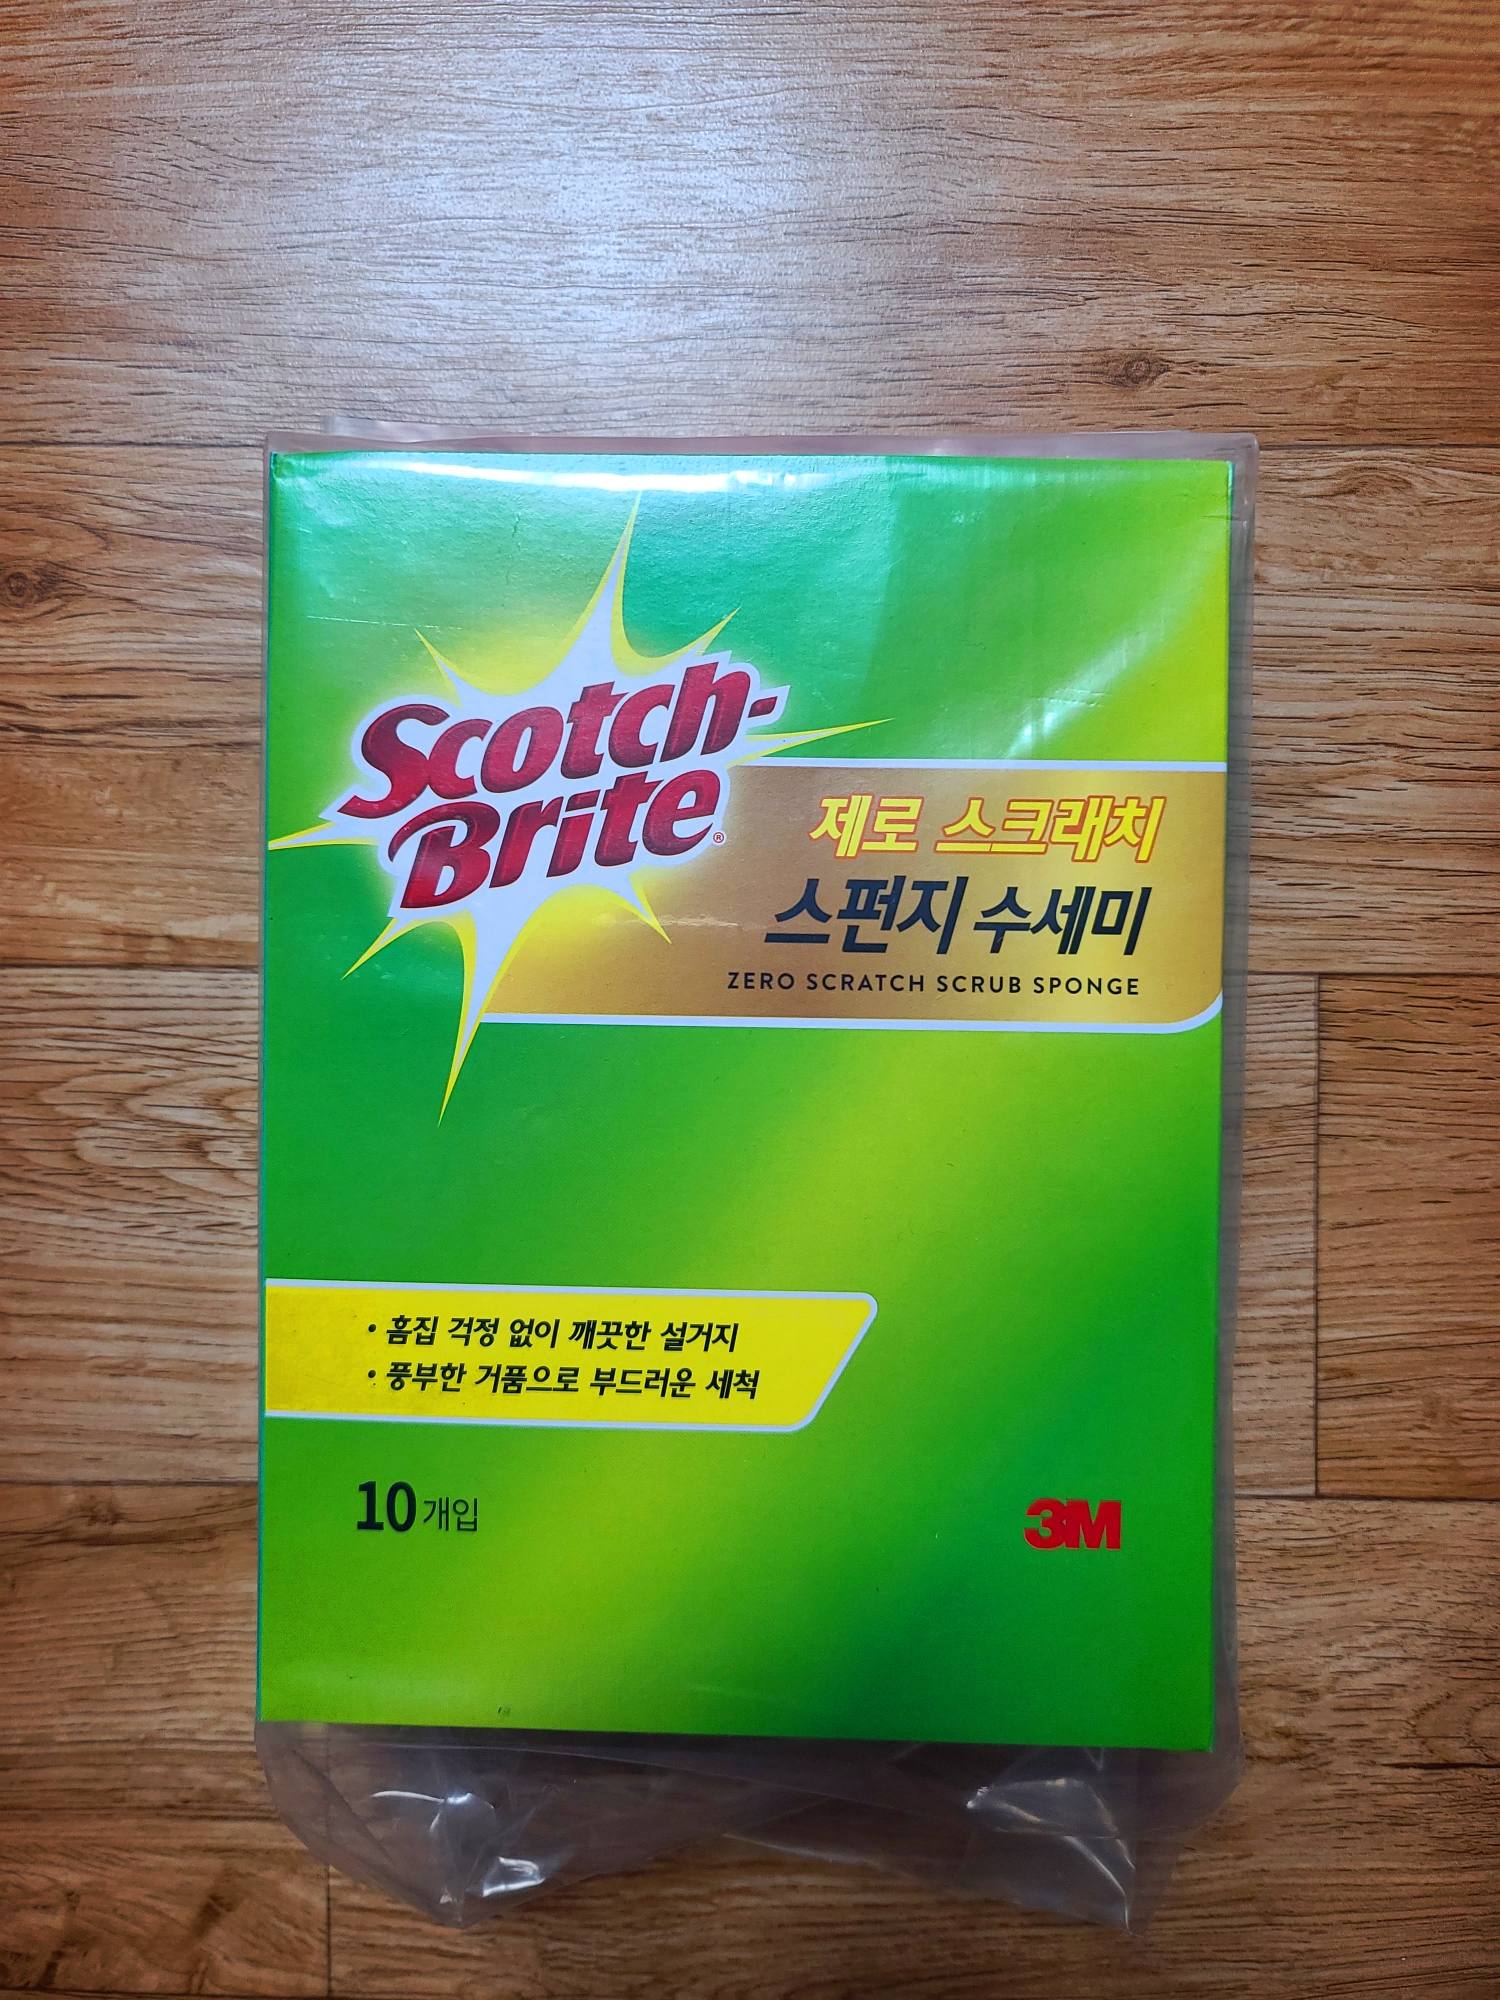 Scotch-
Brite®
제로 스크래치
스펀지 수세미
ZERO SCRATCH SCRUB SPONGE
• 흠집 걱정 없이 깨끗한 설거지
• 풍부한 거품으로 부드러운 세척
10개입
3M